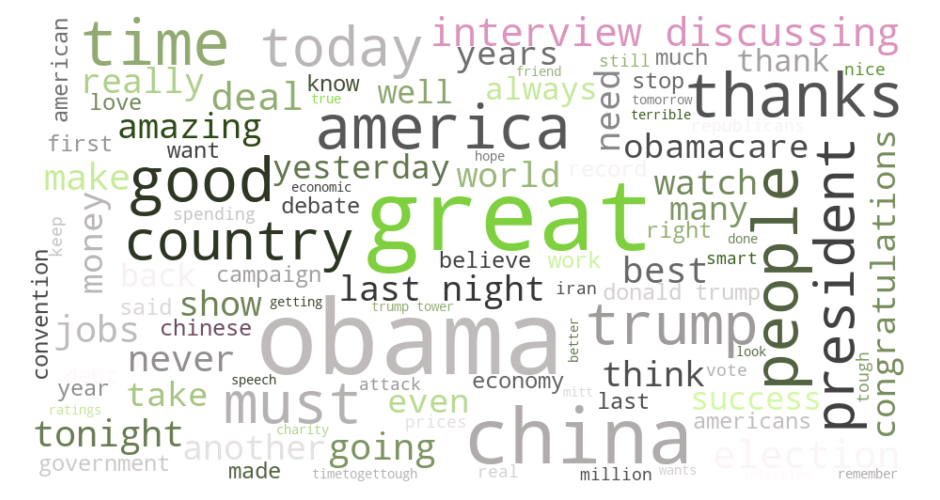 american
time
today
interview discussing
years
still
much
thank
nice
really
know
friend
true
love
deal
well
always
need
stop
tomorrow
terrible
thanks
first
amazing
want
america
republicans
obamacare
yesterday
hope
world
record
watch
make
good
economic
debate
spending
great
many
right
done
people
president
congratulations
keep
money
country
believe
work
best
smart
convention
back
campaign
last night
iran
donald trump
said
show
getting
trump tower
jobs
chinese
obama
better
trump
look
tough
never
year
speech
attack
economy
think
vote
take
must
even
mitt
last
success
ratings
charity
prices
china
americans
tonight
another
going
election
government
made
timetogettough
real
million
wants
remember